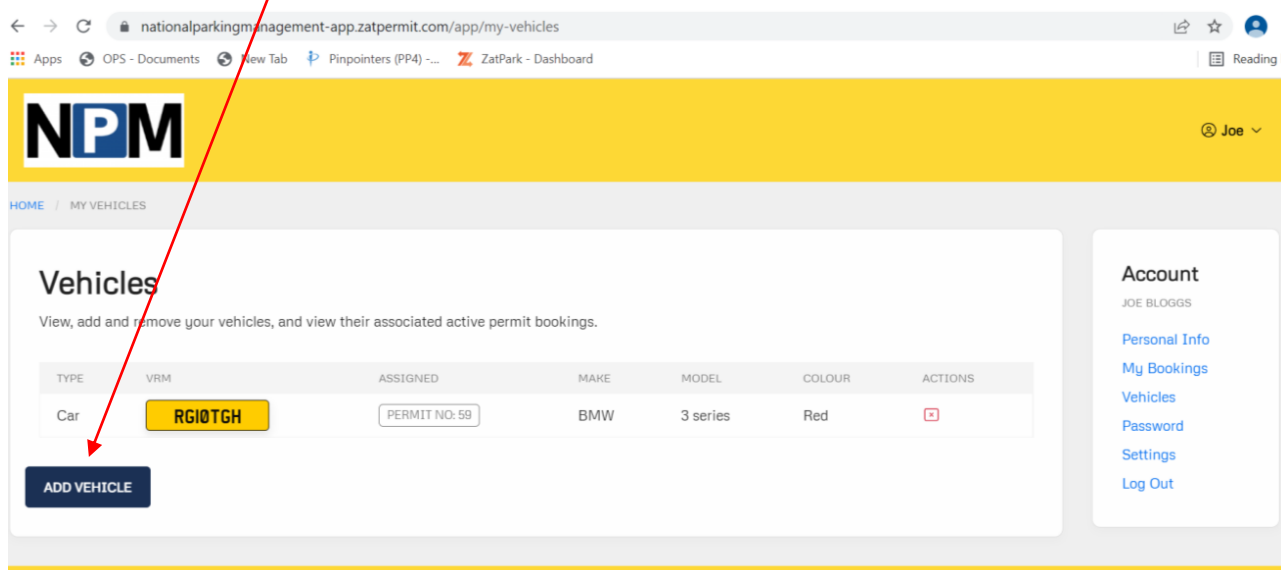 nationalparkingmanagement-app.zatpermit.com/app/my-vehicles
Apps OPS - Documents New Tab Pinpointers (PP4) -... ZatPark - Dashboard Reading
NPM
Joe
HOME / MY VEHICLES
Vehicles
View, add and remove your vehicles, and view their associated active permit bookings.
TYPE VRM ASSIGNED MAKE MODEL COLOUR ACTIONS
Car RG10TGH PERMIT NO: 59 BMW 3 series Red
ADD VEHICLE
Account
JOE BLOGGS
Personal Info
My Bookings
Vehicles
Password
Settings
Log Out